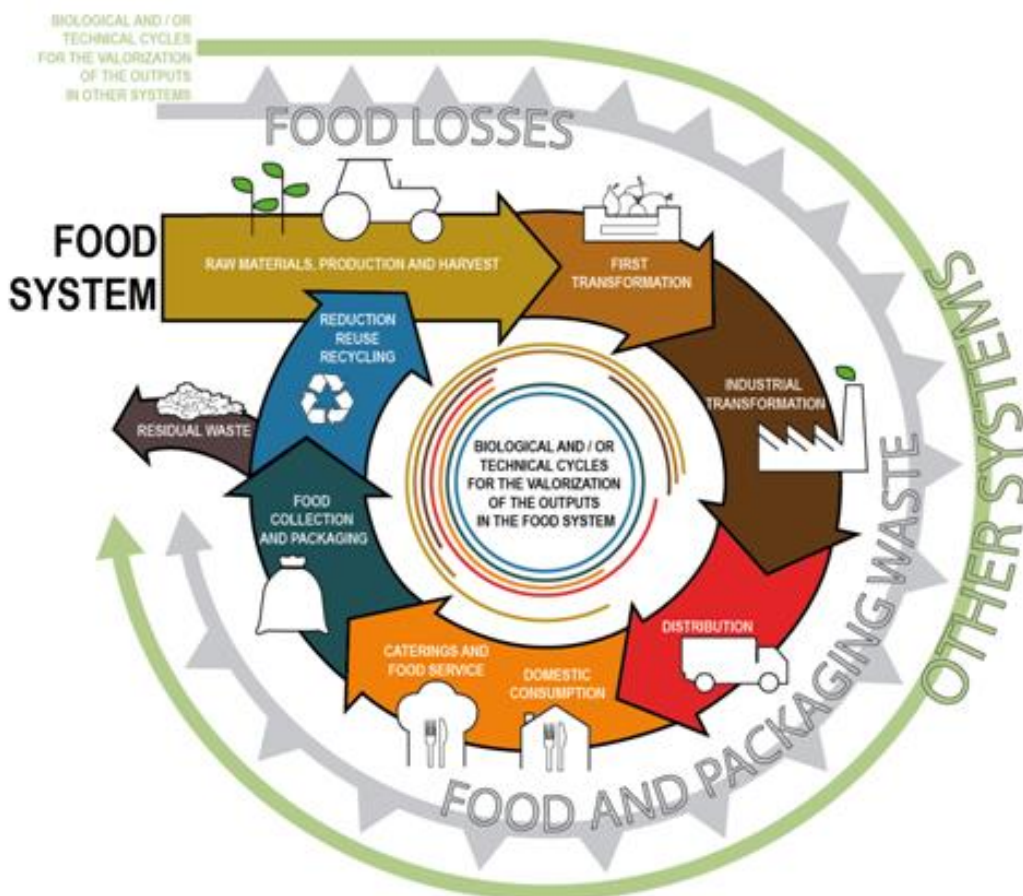 BIOLOGICAL AND / OR
TECHNICAL CYCLES
FOR THE VALORIZATION
OF THE OUTPUTS
IN OTHER SYSTEMS
FOOD LOSSES
FOOD
SYSTEM
RAW MATERIALS, PRODUCTION AND HARVEST
FIRST
TRANSFORMATION
INDUSTRIAL
TRANSFORMATION
DISTRIBUTION
DOMESTIC
CONSUMPTION
CATERINGS AND
FOOD SERVICE
FOOD
COLLECTION
AND PACKAGING
RESIDUAL WASTE
REDUCTION
REUSE
RECYCLING
BIOLOGICAL AND / OR
TECHNICAL CYCLES
FOR THE VALORIZATION
OF THE OUTPUTS
IN THE FOOD SYSTEM
FOOD AND PACKAGING WASTE
OTHER SYSTEMS